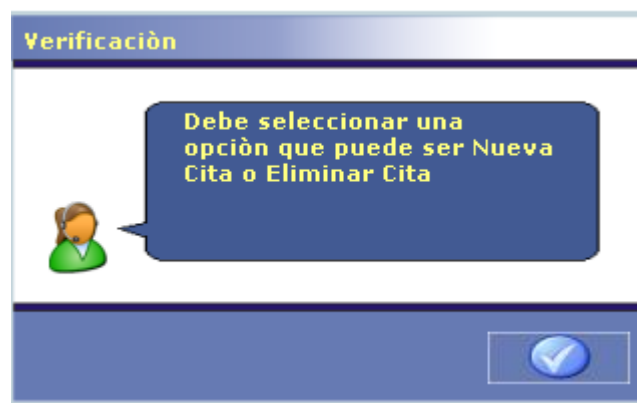 Verificaciòn
Debe seleccionar una
opciòn que puede ser Nueva
Cita o Eliminar Cita